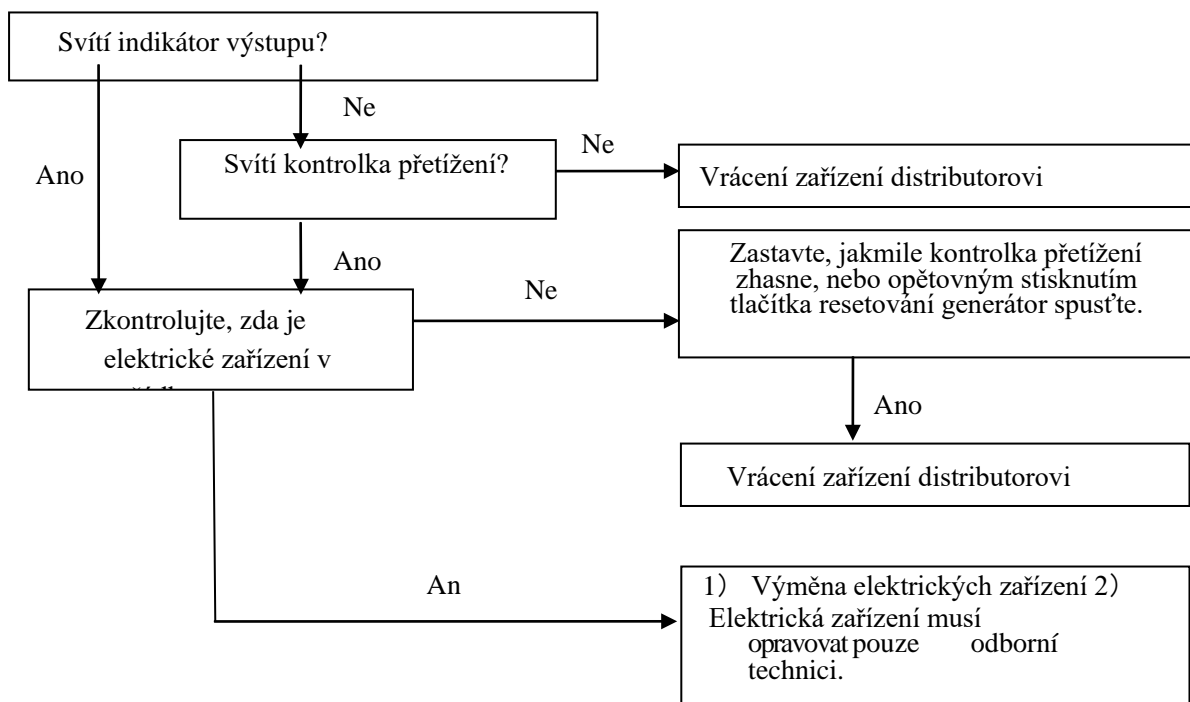 Svítí indikátor výstupu?
Ne
Ano
Svítí kontrolka přetížení?
Ne
Vrácení zařízení distributorovi
Ano
Zkontrolujte, zda je
elektrické zařízení v
Ne
Zastavte, jakmile kontrolka přetížení
zhasne, nebo opětovným stisknutím
tlačítka resetování generátor spusťte.
Ano
Vrácení zařízení distributorovi
An
1） Výměna elektrických zařízení 2）
Elektrická zařízení musí
opravovat pouze odborní
technici.